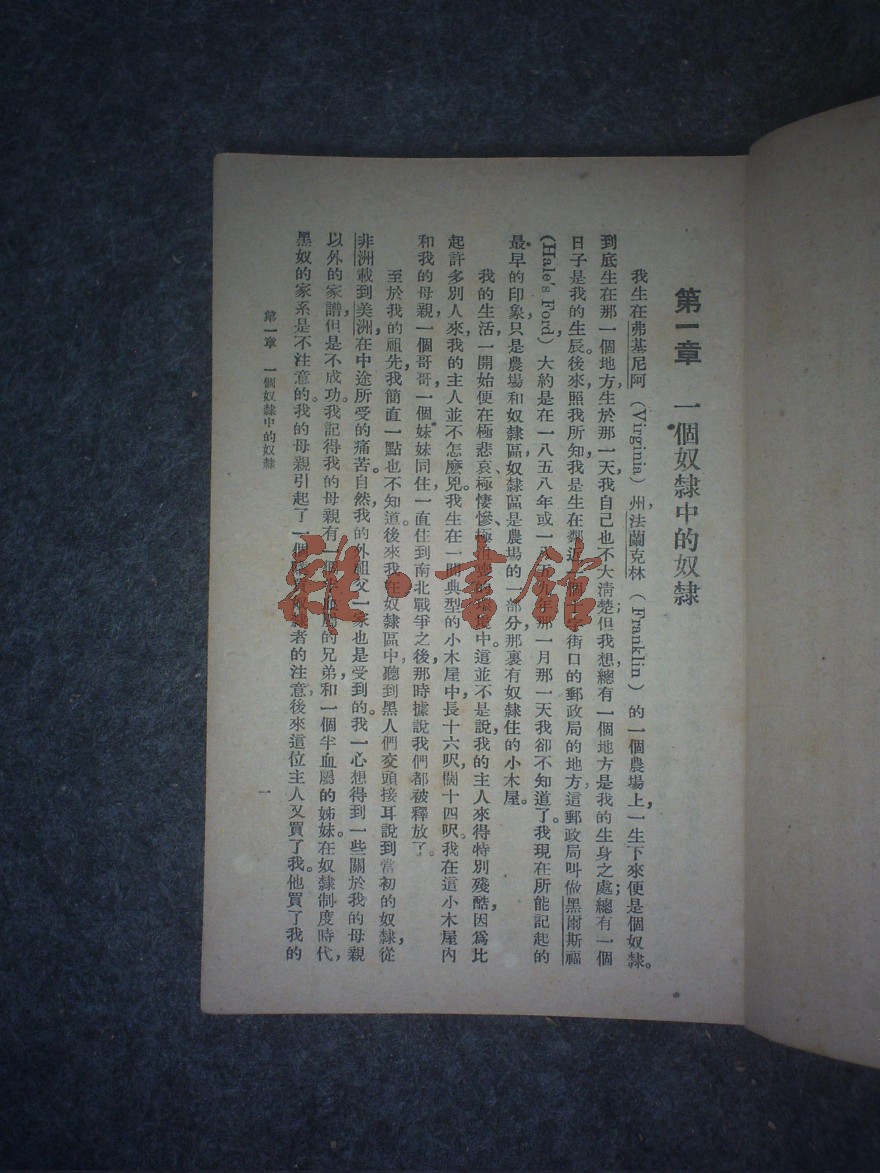 第一章 一個奴隸中的奴隸
我生在弗基尼阿（Virginia）州，法蘭克林（Franklin）的一個農場上，一生下來便是個奴隸。
到底生在那一個地方，生於那一天，我自己也不大清楚；但我想，總有一個地方是我的生身之處；總有一個
日子是我的生辰。後來，照我所知，我是生在鄰近一個十字街口的郵政局的地方，這郵政局叫做黑爾斯福
（Hale's Ford）大約是在一八五八年或一八五九年，那一月那一天我卻不知道了。我現在所能記起的
最早的印象，只是農場和奴隸區，奴隸區是農場的一部分，那裏有奴隸住的小木屋。
我的生活，一開始便在極悲哀、極悽慘、極中。這並不是說，我的主人來得特別殘酷，因爲比
起許多別人來，我的主人並不怎麼兇。我生在一間典型的小木屋中，長十六呎，闊十四呎。我在這小木屋內
和我的母親，一個哥哥，一個妹妹同住，一直住到南北戰爭之後，那時據說我們都被釋放了。
至於我的祖先，我簡直一點也不知道。後來我在奴隸區中，聽到黑人們交頭接耳說到當初的奴隸，從
非洲載到美洲，在中途所受的痛苦。自然，我的外祖父一家也是受到的。我一心想得到一些關於我的母親
以外的家譜，但是不成功。我記得我的母親有一個半血屬的兄弟，和一個半血屬的姊妹。在奴隸制度時代，
黑奴的家系是不注意的。我的母親引起了一個者的注意，後來這位主人又買了我。他買了我的
第一章 一個奴隸中的奴隸
一
雜·書館